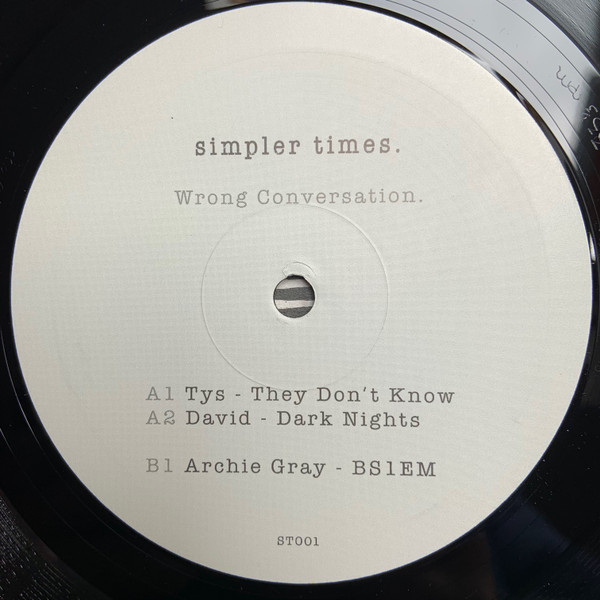 simpler times.
Wrong Conversation.
A1 Tys - They Don't Know
A2 David - Dark Nights
B1 Archie Gray - BS1EM
ST001